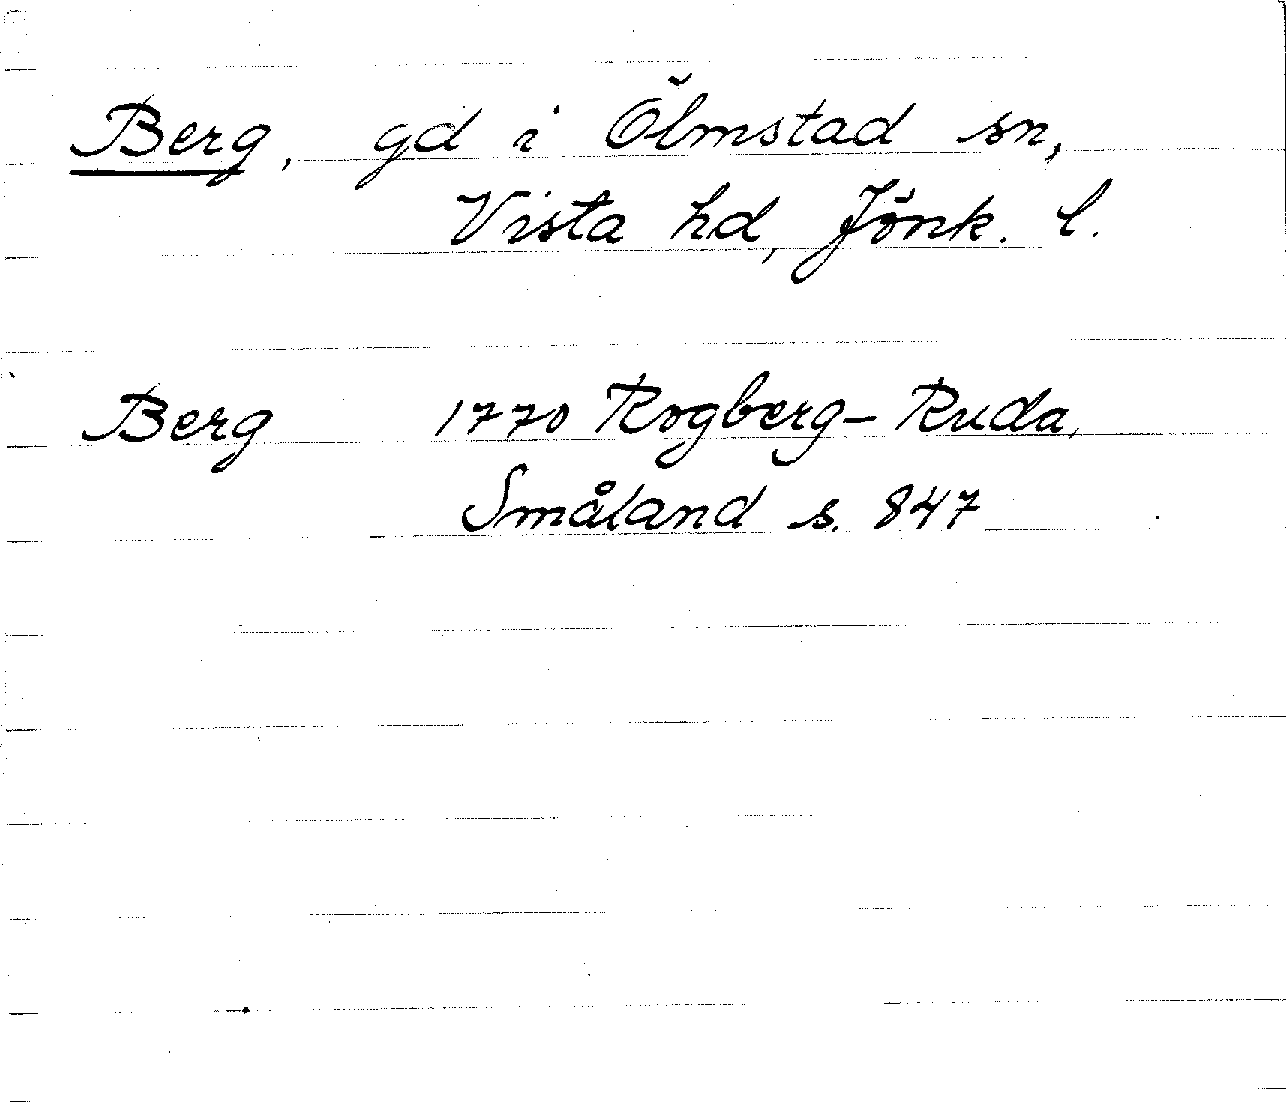 Berg, gd i Ölmstad sn,
Vista hd, Jönk. l.
Berg 1770 Rogberg-Ruda,
Småland s. 847